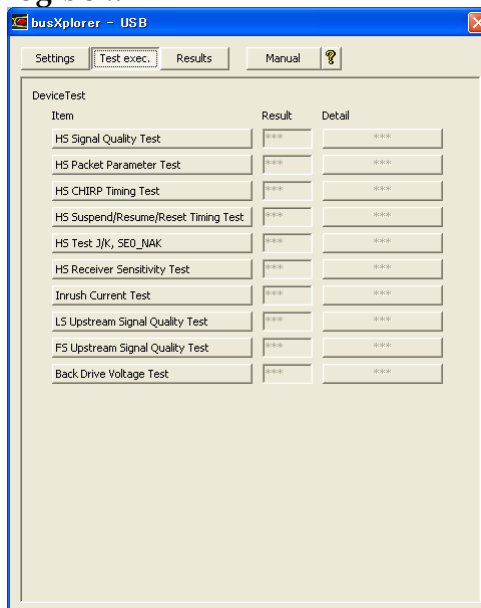 busXplorer - USB
Settings Test exec. Results Manual ?
DeviceTest
Item Result Detail
HS Signal Quality Test *** ***
HS Packet Parameter Test *** ***
HS CHIRP Timing Test *** ***
HS Suspend/Resume/Reset Timing Test *** ***
HS Test J/K, SE0_NAK *** ***
HS Receiver Sensitivity Test *** ***
Inrush Current Test *** ***
LS Upstream Signal Quality Test *** ***
FS Upstream Signal Quality Test *** ***
Back Drive Voltage Test *** ***